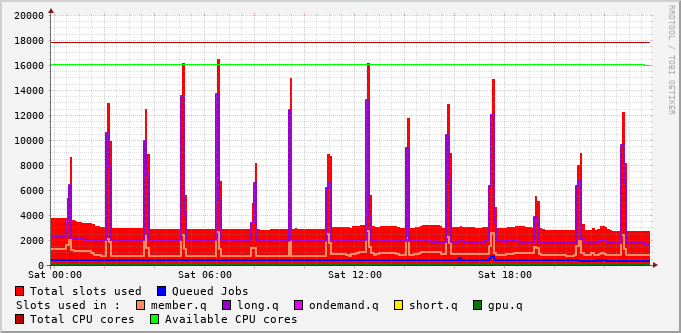 20000
18000
16000
14000
12000
10000
8000
6000
4000
2000
0
Sat 00:00 Sat 06:00 Sat 12:00 Sat 18:00
Total slots used Queued Jobs
Slots used in : member.q long.q ondemand.q short.q gpu.q
Total CPU cores Available CPU cores
RRDTOOL / TOBI OETIKER